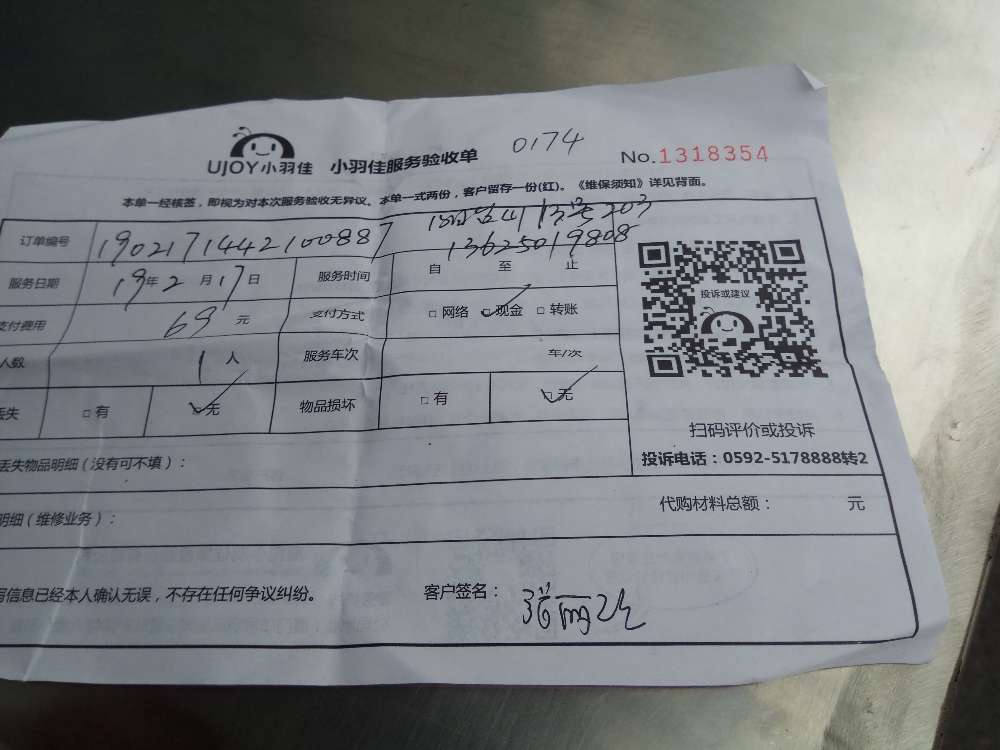 UJOY小羽佳 小羽佳服务验收单 0174 No.1318354
本单一经核签，即视为对本次服务验收无异议。本单一式两份，客户留存一份(红)。《维保须知》详见背面。
13号203
订单编号 1902171442100887 13625019808
服务日期 19年2月17日 服务时间 自 至 止
支付费用 69 元 支付方式 □网络 □现金 □转账
人数 1 人 服务车次 车/次
丢失 □有 □无 物品损坏 □有 □无
投诉或建议
扫码评价或投诉
投诉电话：0592-5178888转2
丢失物品明细（没有可不填）：
明细（维修业务）： 代购材料总额： 元
写信息已经本人确认无误，不存在任何争议纠纷。 客户签名：